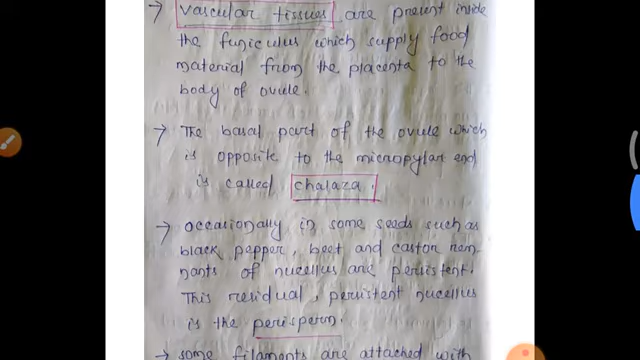 → Vascular tissues are present inside
the funiculus which supply food
material from the placenta to the
body of ovule.
→ The basal part of the ovule which
is opposite to the micropylar end
is called chalaza.
→ Occasionally in some seeds such as
black pepper, beet and castor rem-
nants of nucellus are persistent.
This residual, persistent nucellus
is the perisperm.
→ Some filaments are attached with